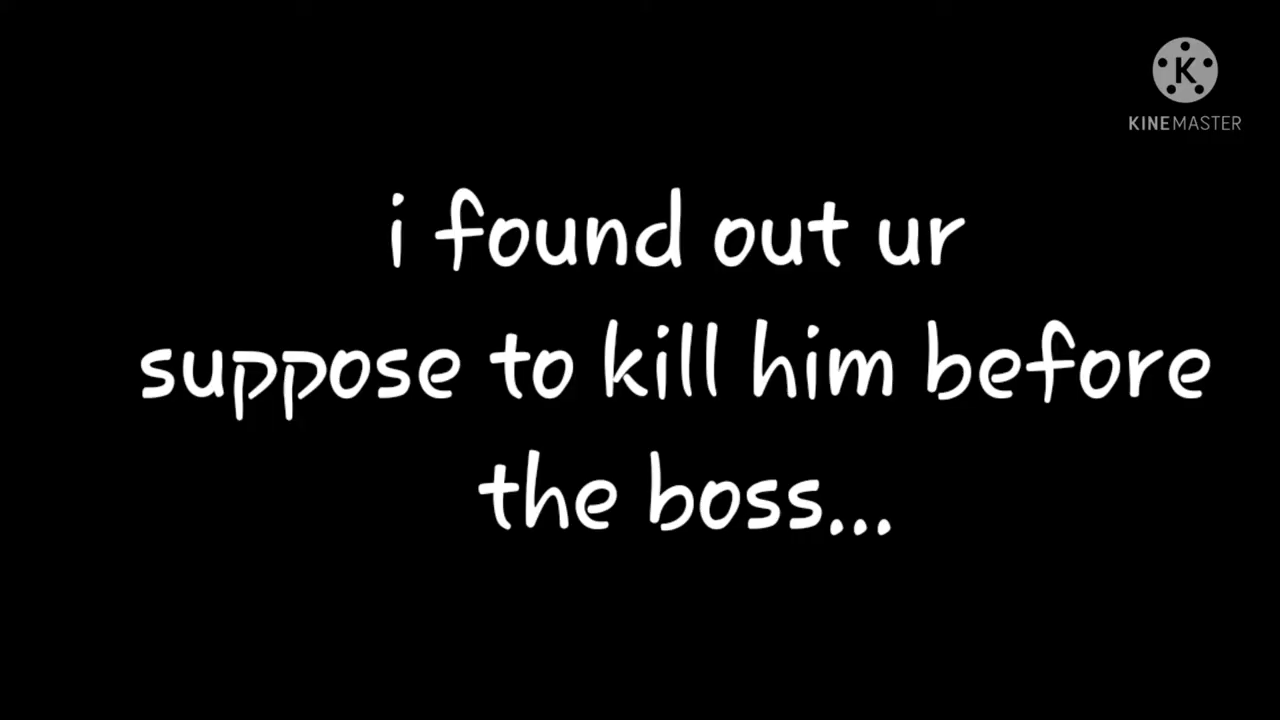 K
KINEMASTER
i found out ur
suppose to kill him before
the boss...